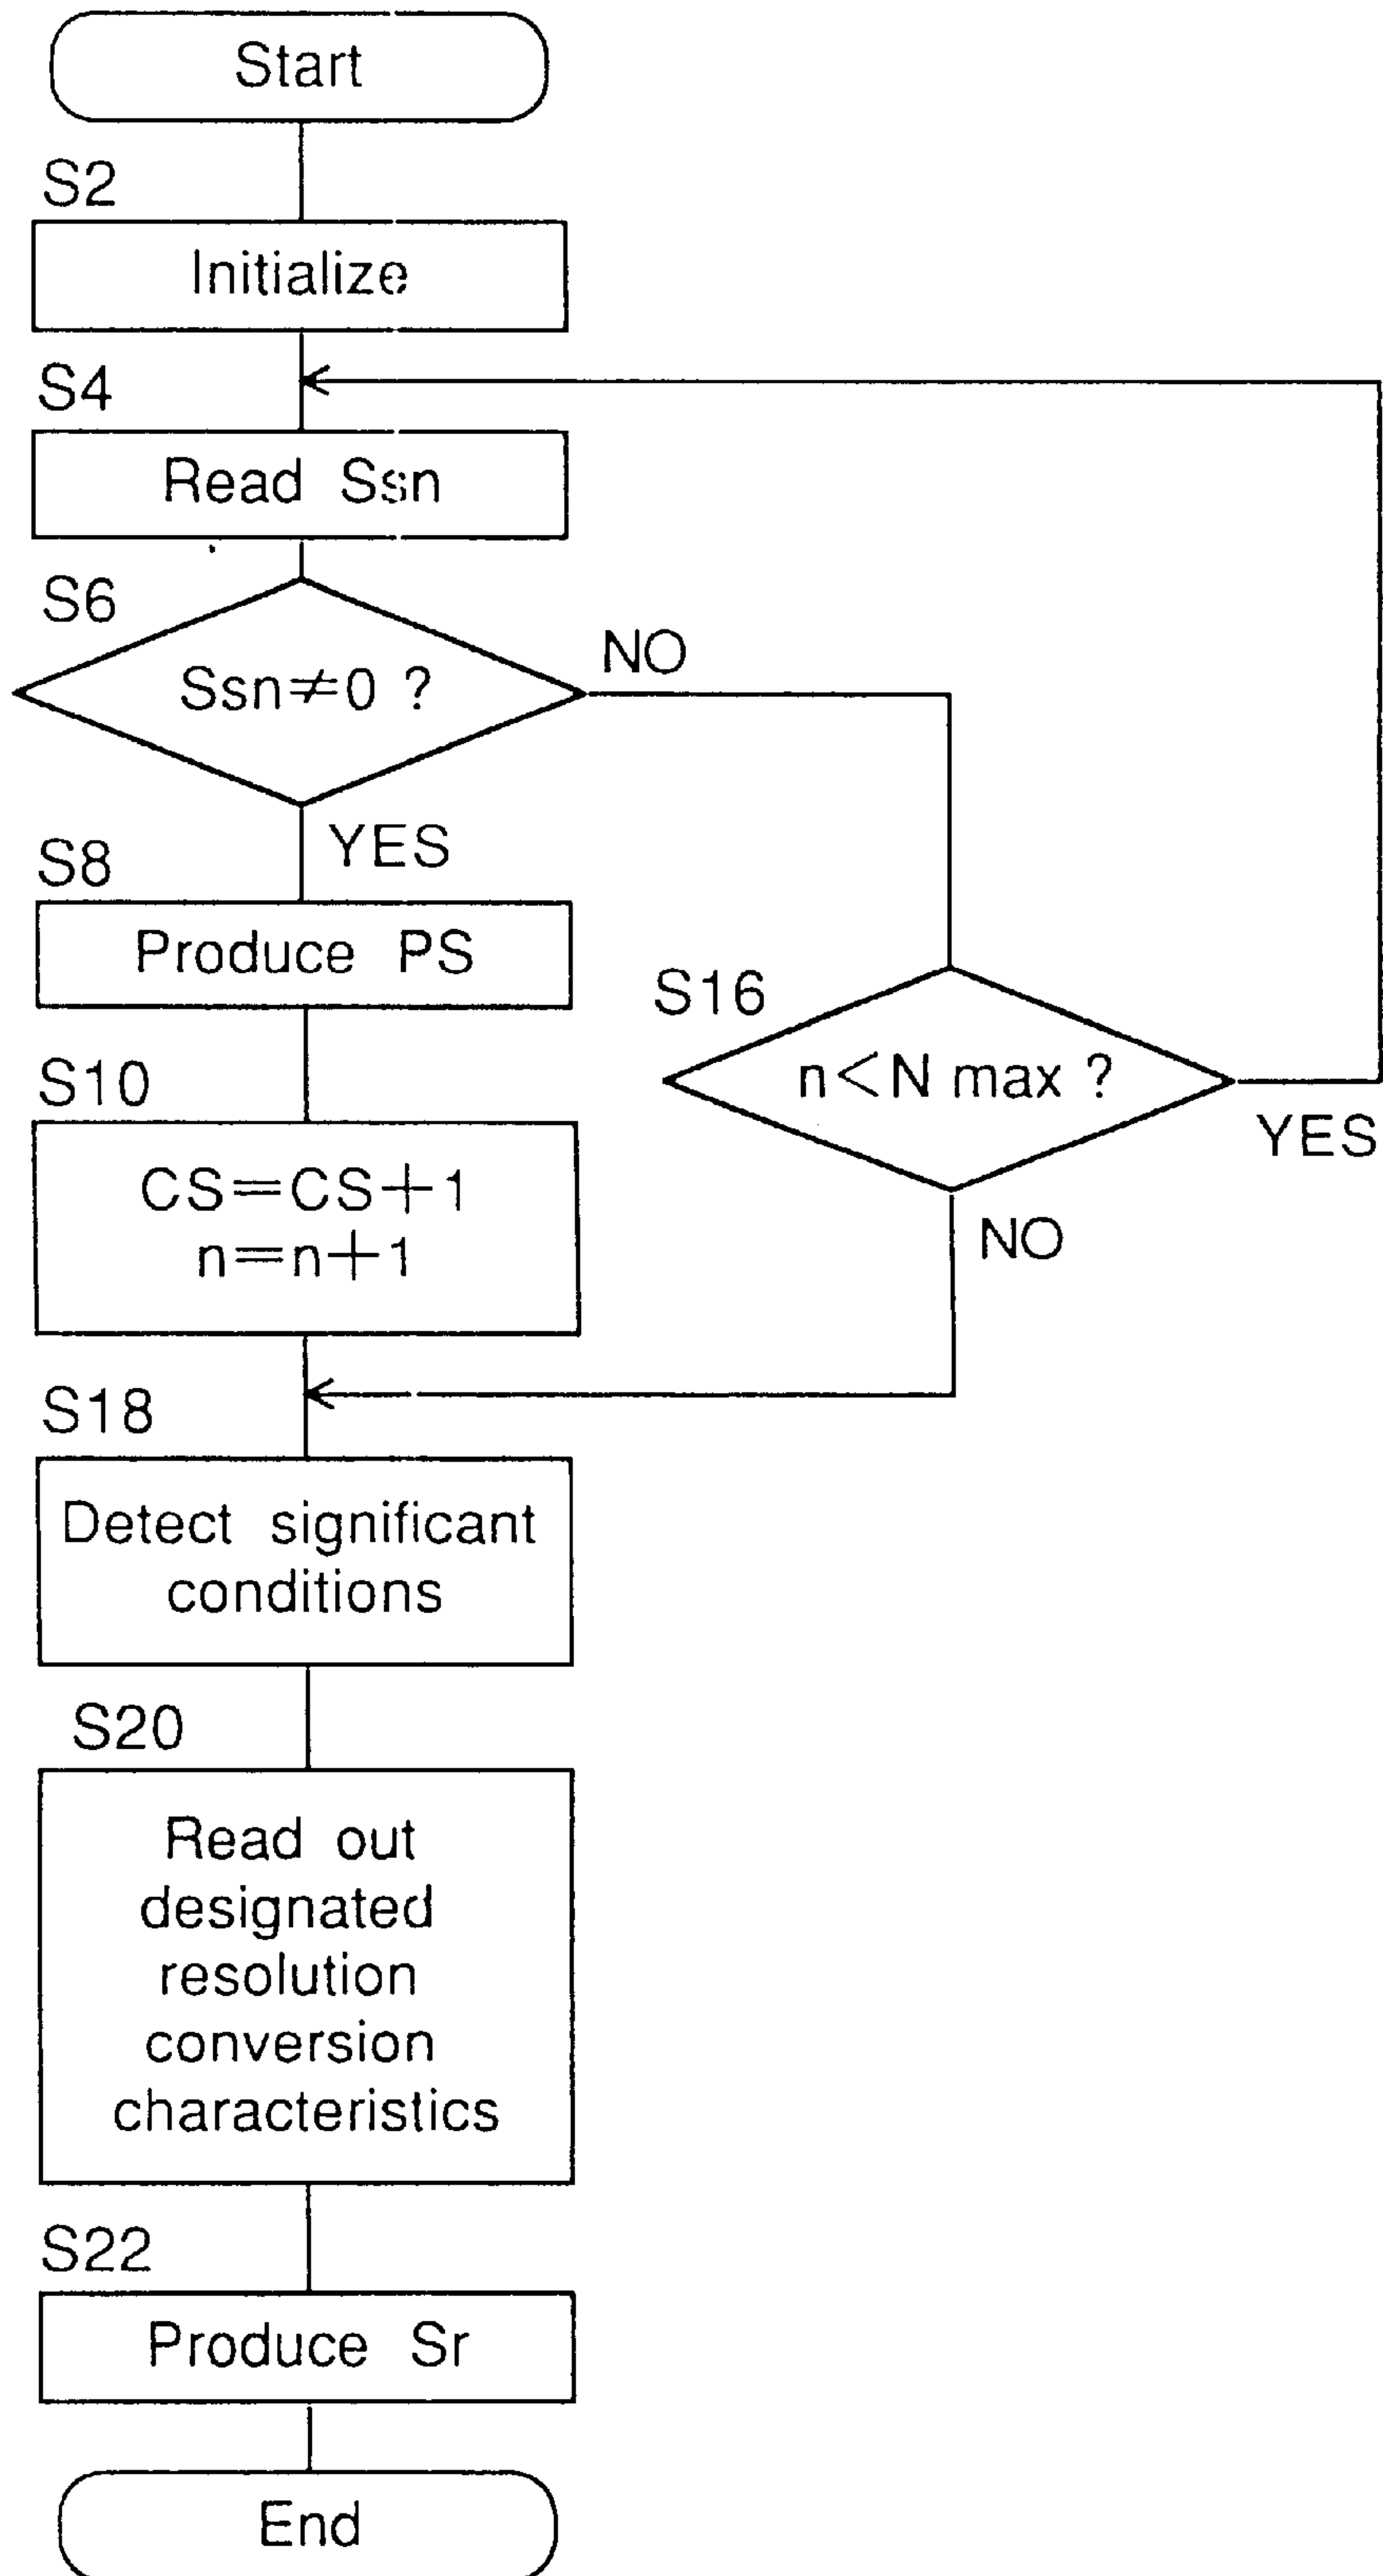 Start
S2
Initialize
S4
Read Ssn
S6
Ssn≠0 ?
NO
YES
S8
Produce PS
S16
n<N max ?
YES
NO
S10
CS=CS+1
n=n+1
S18
Detect significant
conditions
S20
Read out
designated
resolution
conversion
characteristics
S22
Produce Sr
End